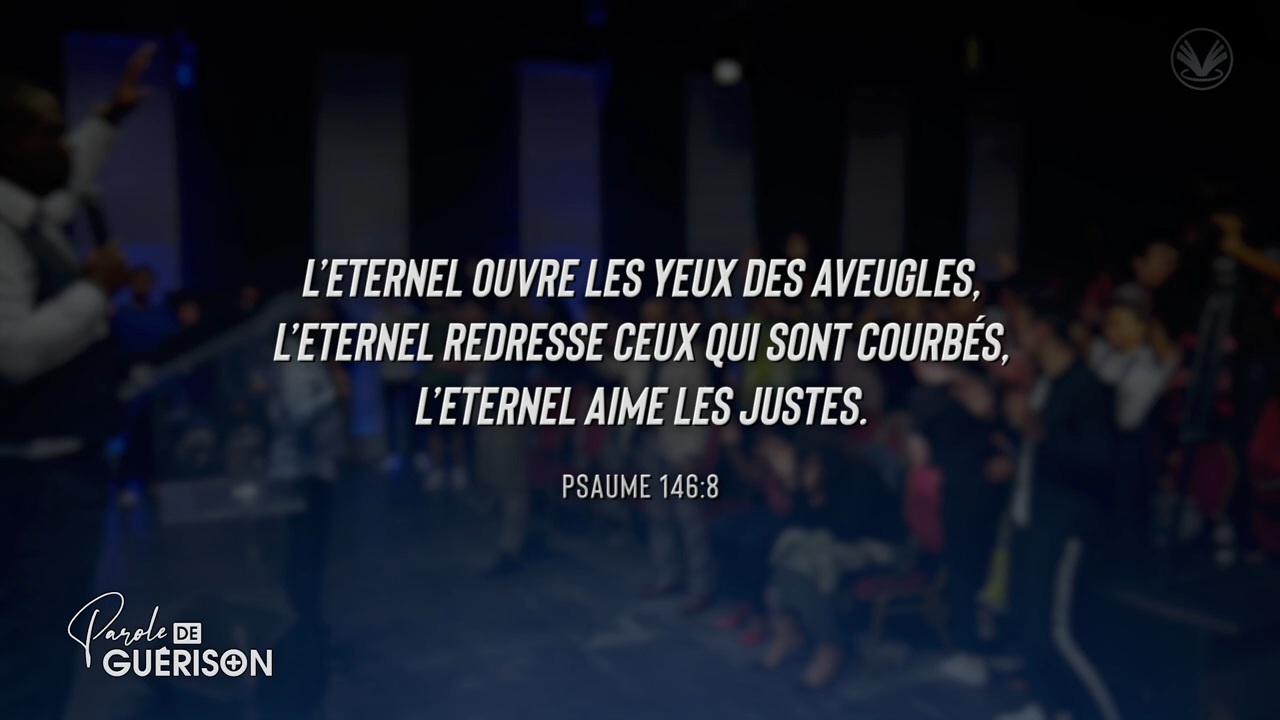 L'ETERNEL OUVRE LES YEUX DES AVEUGLES,
L'ETERNEL REDRESSE CEUX QUI SONT COURBÉS,
L'ETERNEL AIME LES JUSTES.
PSAUME 146:8
Parole DE
GUÉRISON